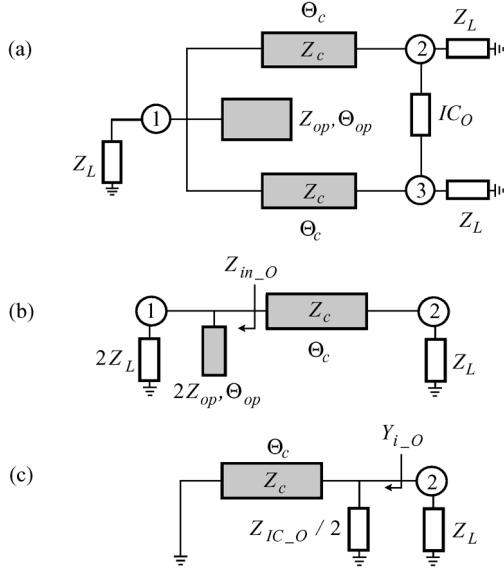 (a)
Θc
Zc
2
ZL
1
Zop, Θop
ICO
ZL
Zc
3
Θc
ZL
(b)
Zin_O
1
Zc
2
2ZL
Θc
ZL
2Zop, Θop
(c)
Θc
Yi_O
Zc
2
ZIC_O / 2
ZL